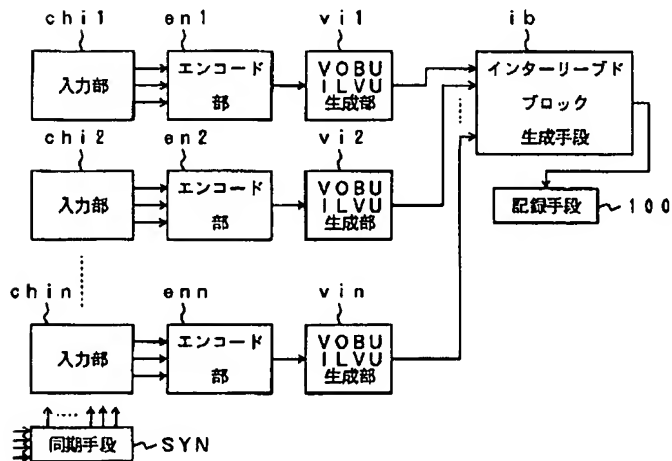 chi1 en1 vi1 ib
入力部
エンコード
部
VOBU
ILVU
生成部
インターリーブド
ブロック
生成手段
chi2 en2 vi2
入力部
エンコード
部
VOBU
ILVU
生成部
記録手段 100
chin enn vin
入力部
エンコード
部
VOBU
ILVU
生成部
同期手段 SYN